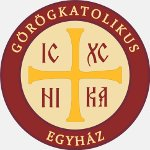 GÖRÖGKATOLIKUS
IC XC
NI KA
EGYHÁZ